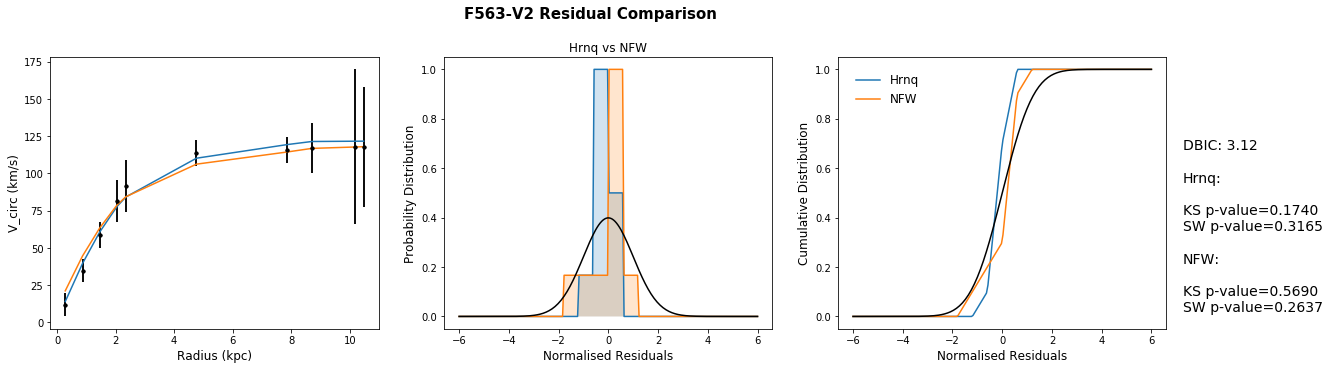 F563-V2 Residual Comparison
V_circ (km/s)
175
150
125
100
75
50
25
0
0 2 4 6 8 10
Radius (kpc)
Hrnq vs NFW
Probability Distribution
1.0
0.8
0.6
0.4
0.2
0.0
−6 −4 −2 0 2 4 6
Normalised Residuals
Cumulative Distribution
1.0
0.8
0.6
0.4
0.2
0.0
−6 −4 −2 0 2 4 6
Normalised Residuals
Hrnq
NFW
DBIC: 3.12
Hrnq:
KS p-value=0.1740
SW p-value=0.3165
NFW:
KS p-value=0.5690
SW p-value=0.2637